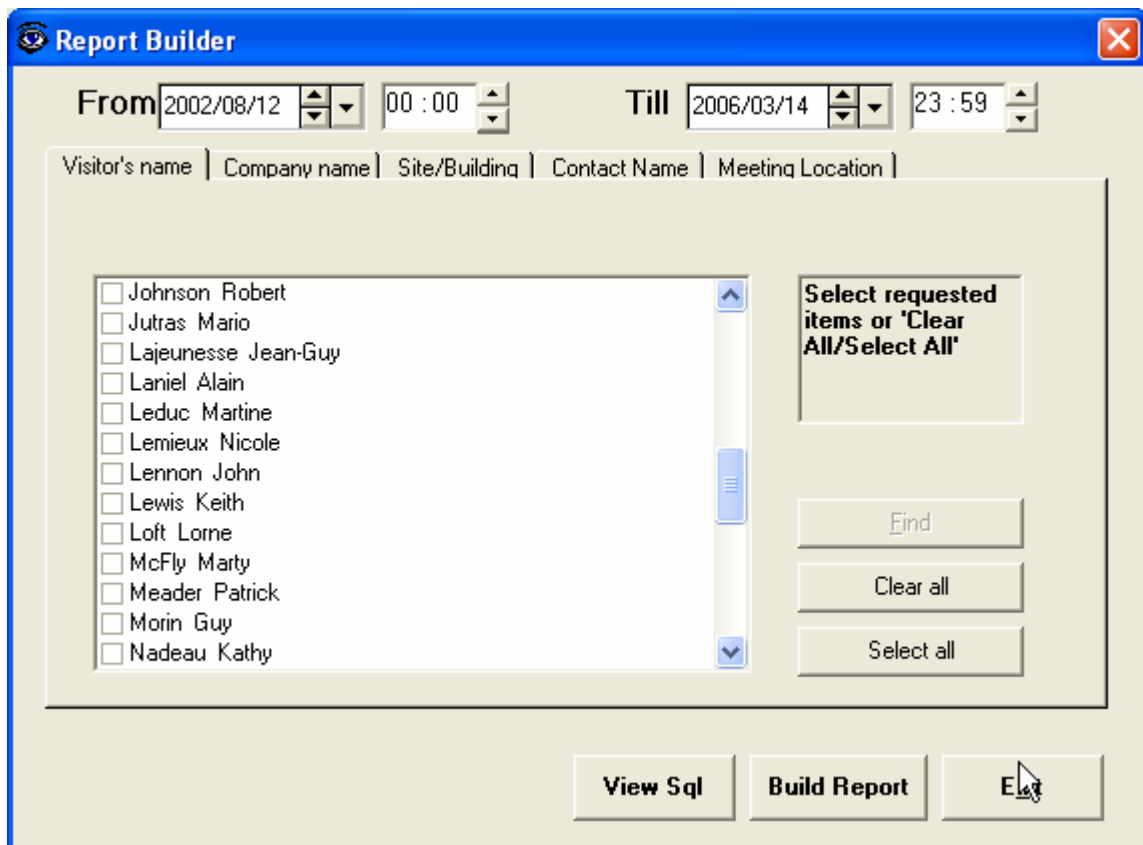 Report Builder
From 2002/08/12 00:00 Till 2006/03/14 23:59
Visitor's name Company name Site/Building Contact Name Meeting Location
Johnson Robert
Jutras Mario
Lajeunesse Jean-Guy
Laniel Alain
Leduc Martine
Lemieux Nicole
Lennon John
Lewis Keith
Loft Lorne
McFly Marty
Meader Patrick
Morin Guy
Nadeau Kathy
Select requested
items or 'Clear
All/Select All'
Find
Clear all
Select all
View Sql Build Report